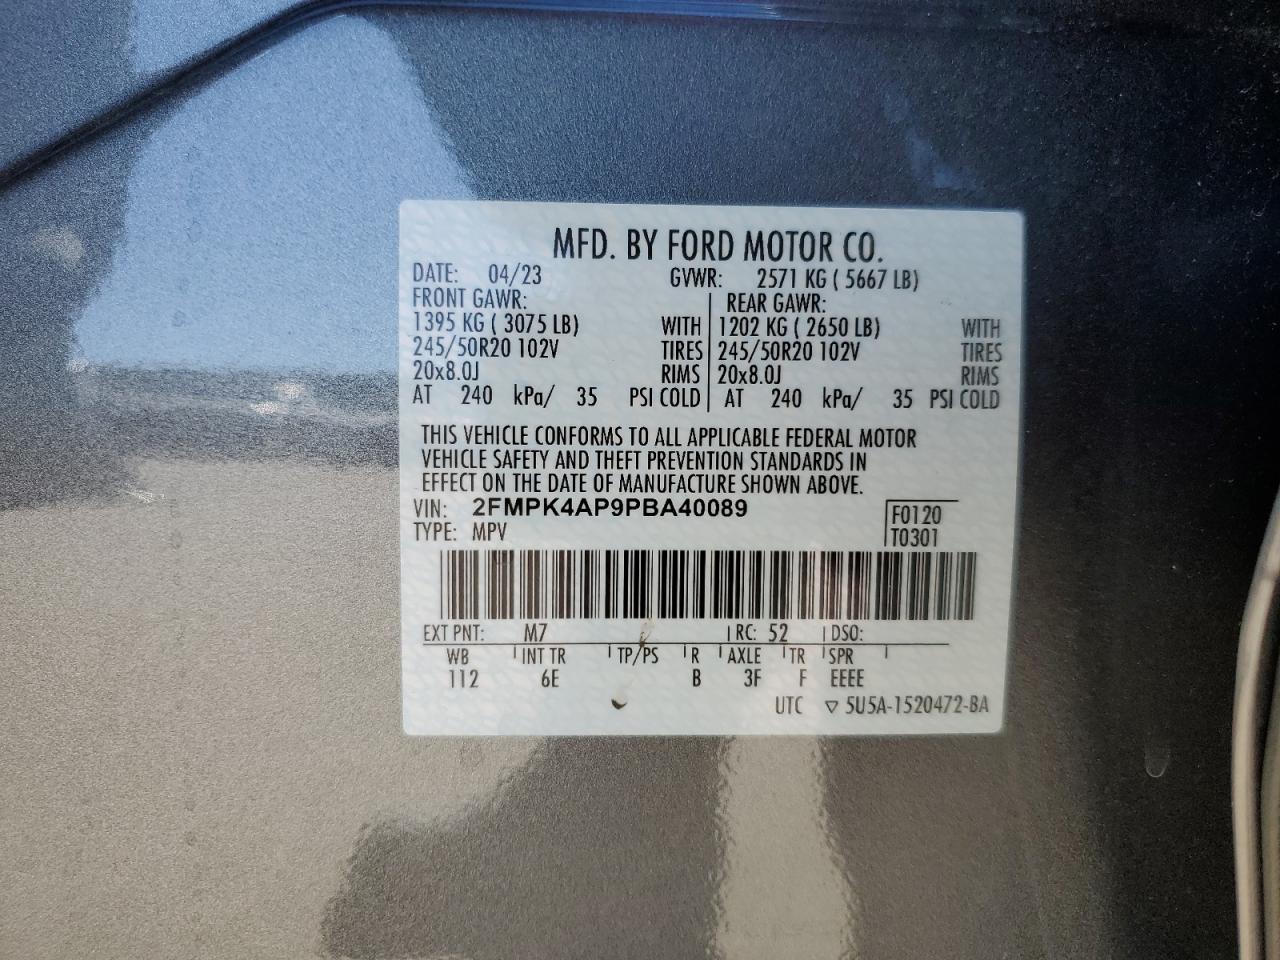 MFD. BY FORD MOTOR CO.
DATE: 04/23 GVWR: 2571 KG ( 5667 LB)
FRONT GAWR: REAR GAWR:
1395 KG ( 3075 LB) WITH 1202 KG ( 2650 LB) WITH
245/50R20 102V TIRES 245/50R20 102V TIRES
20x8.0J RIMS 20x8.0J RIMS
AT 240 kPa/ 35 PSI COLD AT 240 kPa/ 35 PSI COLD
THIS VEHICLE CONFORMS TO ALL APPLICABLE FEDERAL MOTOR
VEHICLE SAFETY AND THEFT PREVENTION STANDARDS IN
EFFECT ON THE DATE OF MANUFACTURE SHOWN ABOVE.
VIN: 2FMPK4AP9PBA40089 F0120
TYPE: MPV T0301
EXT PNT: M7 RC: 52 DSO:
WB INT TR TP/PS R AXLE TR SPR
112 6E B 3F F EEEE
UTC ▽ 5U5A-1520472-BA